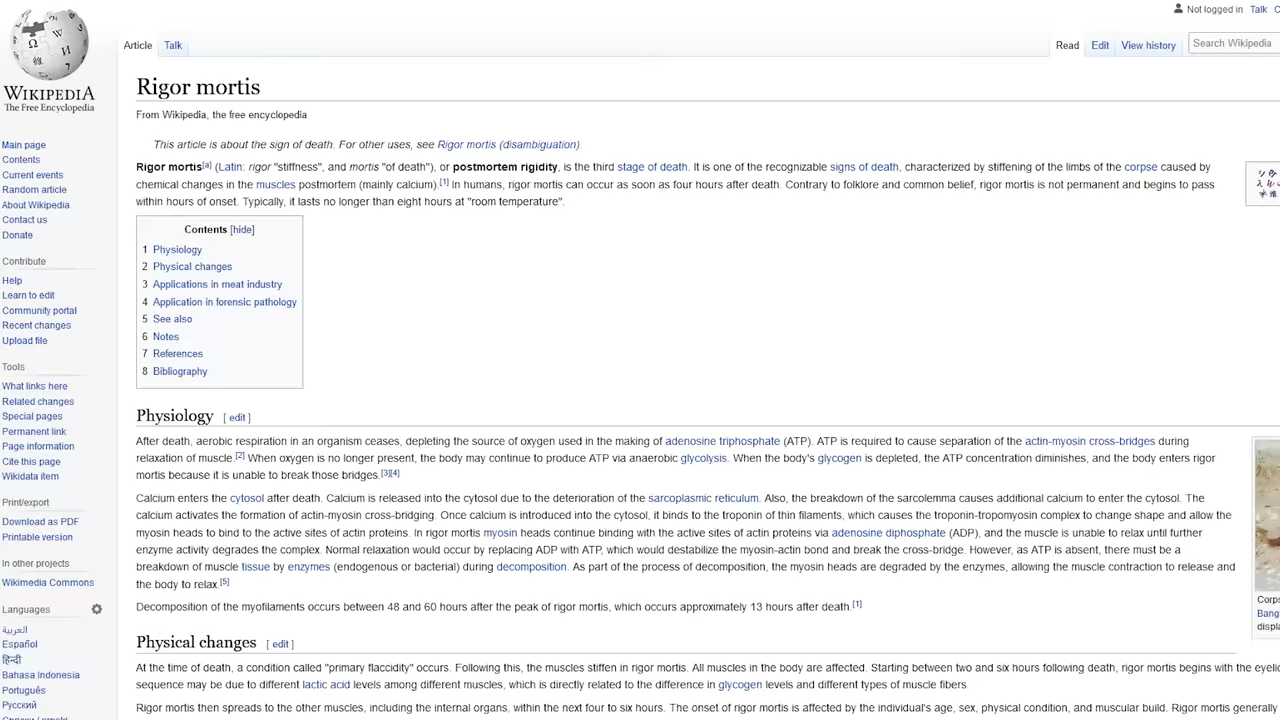 Not logged in Talk
Article Talk Read Edit View history Search Wikipedia
WIKIPEDIA
The Free Encyclopedia
Main page
Contents
Current events
Random article
About Wikipedia
Contact us
Donate
Contribute
Help
Learn to edit
Community portal
Recent changes
Upload file
Tools
What links here
Related changes
Special pages
Permanent link
Page information
Cite this page
Wikidata item
Print/export
Download as PDF
Printable version
In other projects
Wikimedia Commons
Languages
العربية
Español
हिन्दी
Bahasa Indonesia
Português
Русский
Rigor mortis
From Wikipedia, the free encyclopedia
This article is about the sign of death. For other uses, see Rigor mortis (disambiguation).
Rigor mortis[a] (Latin: rigor "stiffness", and mortis "of death"), or postmortem rigidity, is the third stage of death. It is one of the recognizable signs of death, characterized by stiffening of the limbs of the corpse caused by
chemical changes in the muscles postmortem (mainly calcium).[1] In humans, rigor mortis can occur as soon as four hours after death. Contrary to folklore and common belief, rigor mortis is not permanent and begins to pass
within hours of onset. Typically, it lasts no longer than eight hours at "room temperature".
Contents [hide]
1 Physiology
2 Physical changes
3 Applications in meat industry
4 Application in forensic pathology
5 See also
6 Notes
7 References
8 Bibliography
Physiology [ edit ]
After death, aerobic respiration in an organism ceases, depleting the source of oxygen used in the making of adenosine triphosphate (ATP). ATP is required to cause separation of the actin-myosin cross-bridges during
relaxation of muscle.[2] When oxygen is no longer present, the body may continue to produce ATP via anaerobic glycolysis. When the body's glycogen is depleted, the ATP concentration diminishes, and the body enters rigor
mortis because it is unable to break those bridges.[3][4]
Calcium enters the cytosol after death. Calcium is released into the cytosol due to the deterioration of the sarcoplasmic reticulum. Also, the breakdown of the sarcolemma causes additional calcium to enter the cytosol. The
calcium activates the formation of actin-myosin cross-bridging. Once calcium is introduced into the cytosol, it binds to the troponin of thin filaments, which causes the troponin-tropomyosin complex to change shape and allow the
myosin heads to bind to the active sites of actin proteins. In rigor mortis myosin heads continue binding with the active sites of actin proteins via adenosine diphosphate (ADP), and the muscle is unable to relax until further
enzyme activity degrades the complex. Normal relaxation would occur by replacing ADP with ATP, which would destabilize the myosin-actin bond and break the cross-bridge. However, as ATP is absent, there must be a
breakdown of muscle tissue by enzymes (endogenous or bacterial) during decomposition. As part of the process of decomposition, the myosin heads are degraded by the enzymes, allowing the muscle contraction to release and
the body to relax.[5]
Decomposition of the myofilaments occurs between 48 and 60 hours after the peak of rigor mortis, which occurs approximately 13 hours after death.[1]
Physical changes [ edit ]
At the time of death, a condition called "primary flaccidity" occurs. Following this, the muscles stiffen in rigor mortis. All muscles in the body are affected. Starting between two and six hours following death, rigor mortis begins with the
sequence may be due to different lactic acid levels among different muscles, which is directly related to the difference in glycogen levels and different types of muscle fibers.
Rigor mortis then spreads to the other muscles, including the internal organs, within the next four to six hours. The onset of rigor mortis is affected by the individual's age, sex, physical condition, and muscular build. Rigor mortis generally